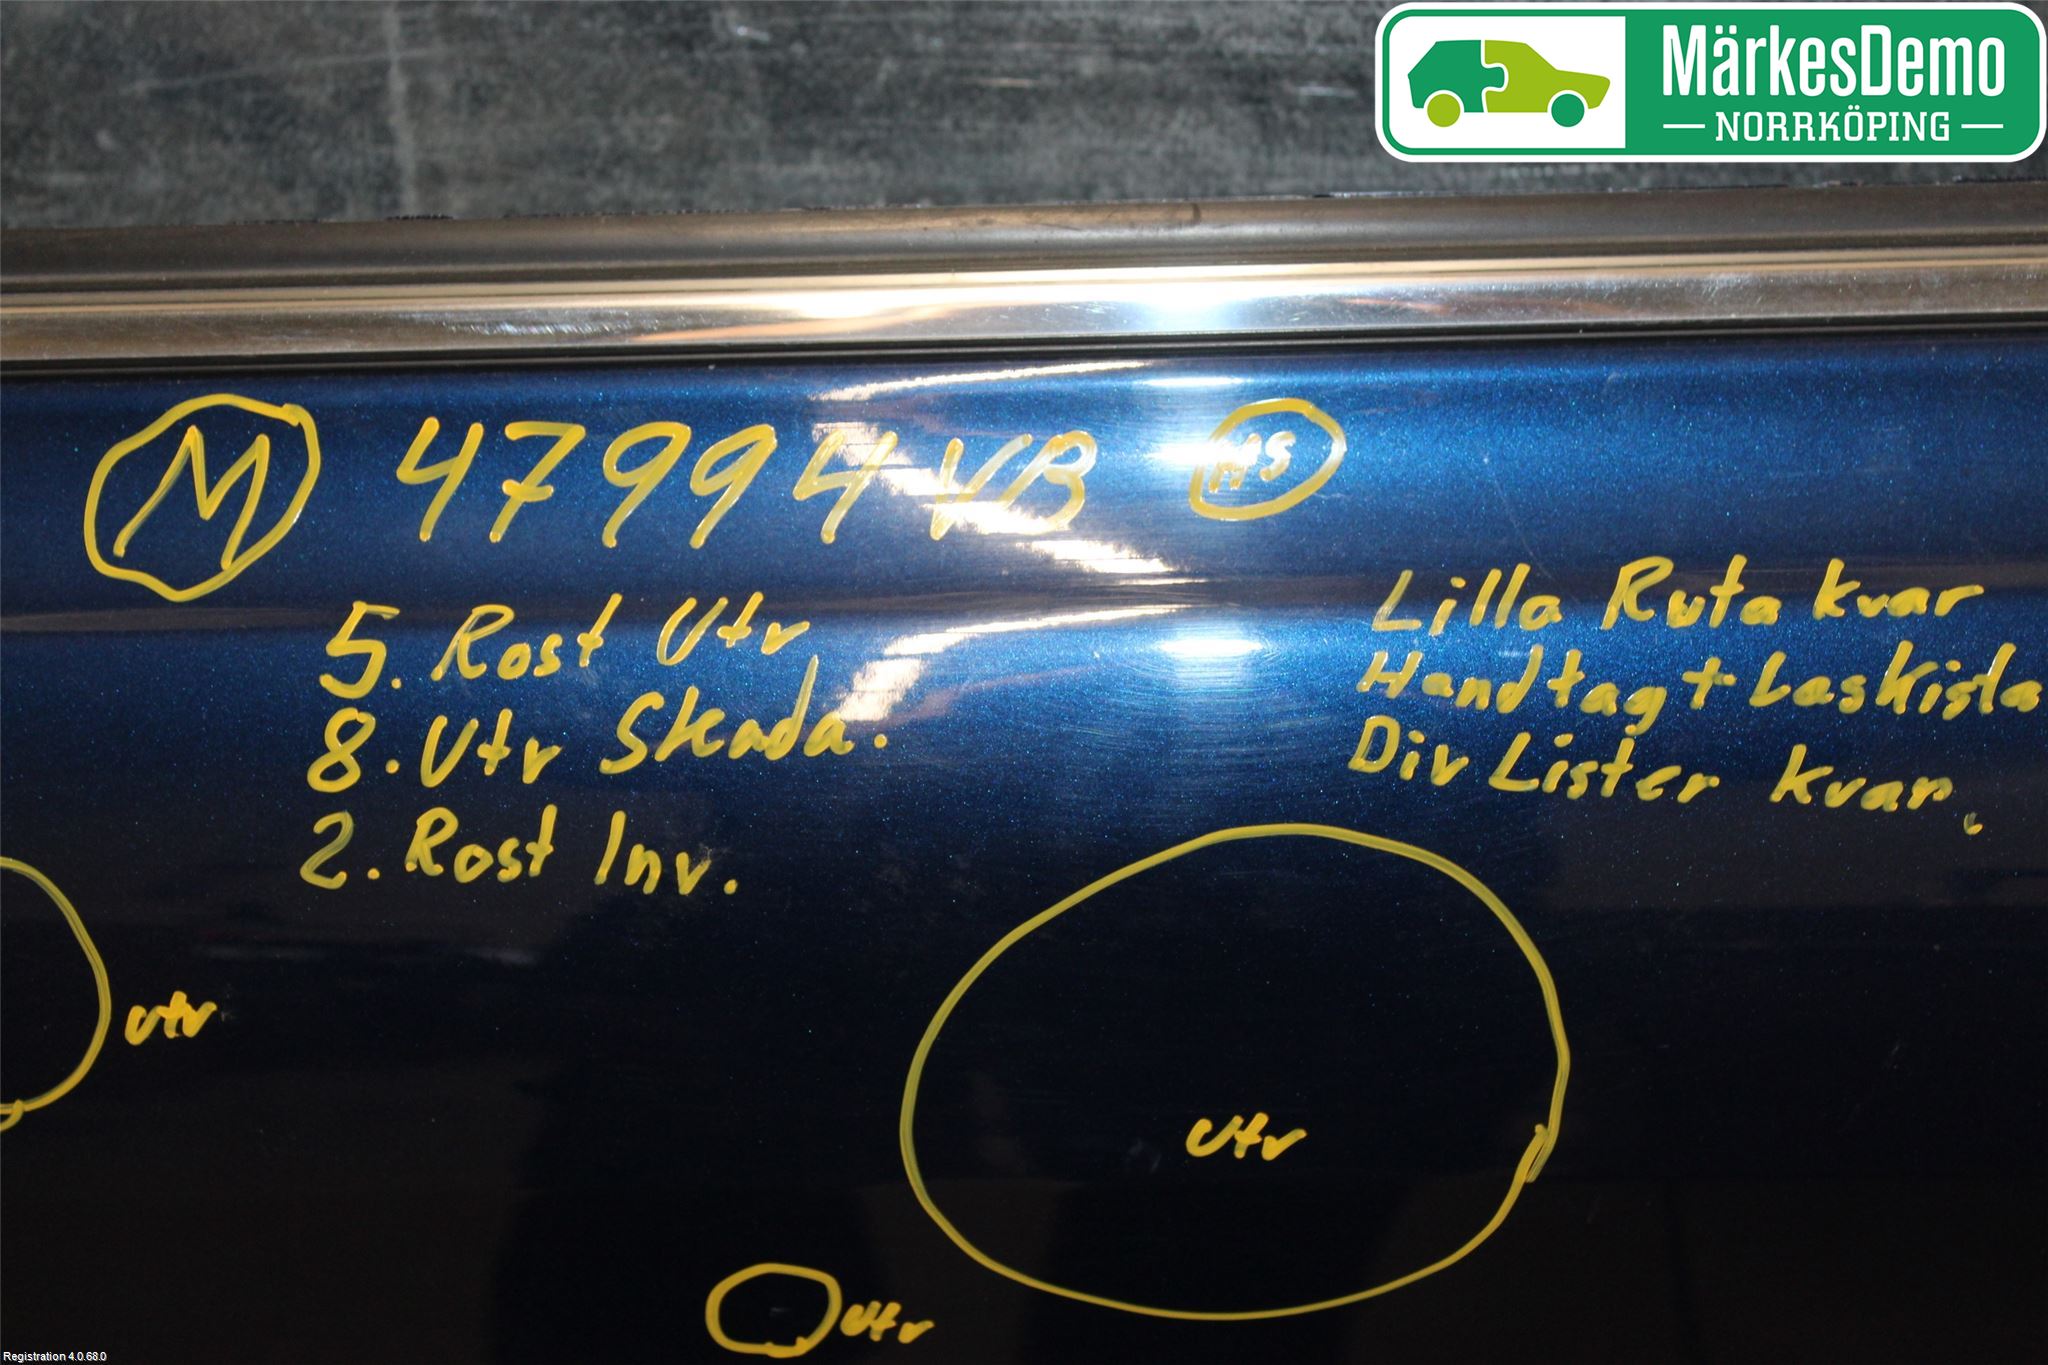 MärkesDemo
NORRKÖPING
M 47994 VB HS
5. Rost Utv
8. Utv Skada.
2. Rost Inv.
Lilla Ruta kvar
Handtag + Laskista
Div Lister kvar.
utv
utv
utv
Registration 4.0.68.0